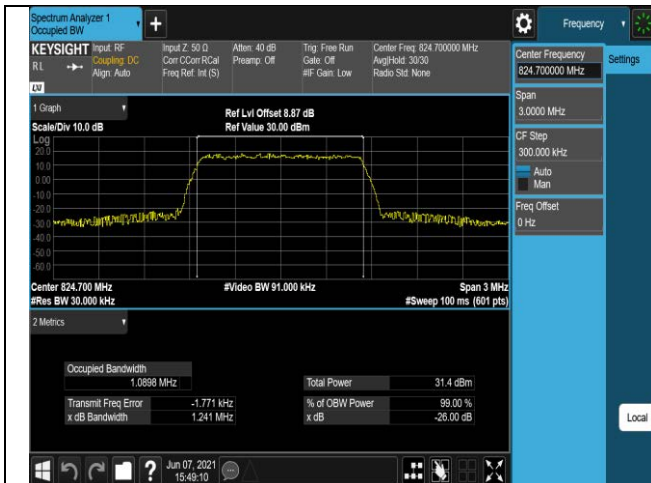 Spectrum Analyzer 1
Occupied BW
+
Frequency
KEYSIGHT
RL
LXI
Input: RF
Coupling: DC
Align: Auto
Input Z: 50 Ω
Corr CCorr RCal
Freq Ref: Int (S)
Atten: 40 dB
Preamp: Off
Trig: Free Run
Gate: Off
#IF Gain: Low
Center Freq: 824.700000 MHz
Avg|Hold: 30/30
Radio Std: None
Center Frequency
824.700000 MHz
Settings
Span
3.0000 MHz
CF Step
300.000 kHz
Auto
Man
Freq Offset
0 Hz
Local
1 Graph
Scale/Div 10.0 dB
Ref Lvl Offset 8.87 dB
Ref Value 30.00 dBm
Log
20.0
10.0
0.00
-10.0
-20.0
-30.0
-40.0
-50.0
-60.0
Center 824.700 MHz
#Video BW 91.000 kHz
Span 3 MHz
#Res BW 30.000 kHz
#Sweep 100 ms (601 pts)
2 Metrics
Occupied Bandwidth
1.0898 MHz
Total Power 31.4 dBm
Transmit Freq Error -1.771 kHz
% of OBW Power 99.00 %
x dB Bandwidth 1.241 MHz
x dB -26.00 dB
?
Jun 07, 2021
15:49:10